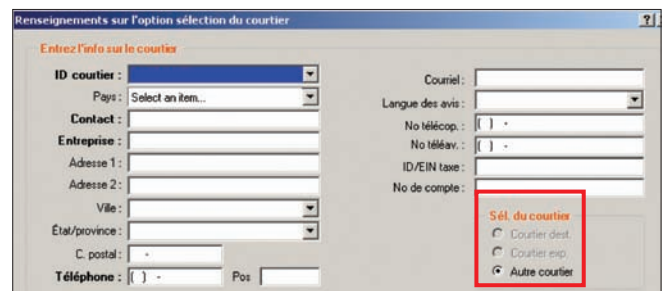 Renseignements sur l'option sélection du courtier
Entrez l'info sur le courtier
ID courtier :
Pays : Select an item...
Contact :
Entreprise :
Adresse 1 :
Adresse 2 :
Ville :
État/province :
C. postal : -
Téléphone : ( ) - Pos
Courriel :
Langue des avis :
No télécop. : ( ) -
No téléav. : ( ) -
ID/EIN taxe :
No de compte :
Sél. du courtier
Courtier dest.
Courtier exp.
Autre courtier